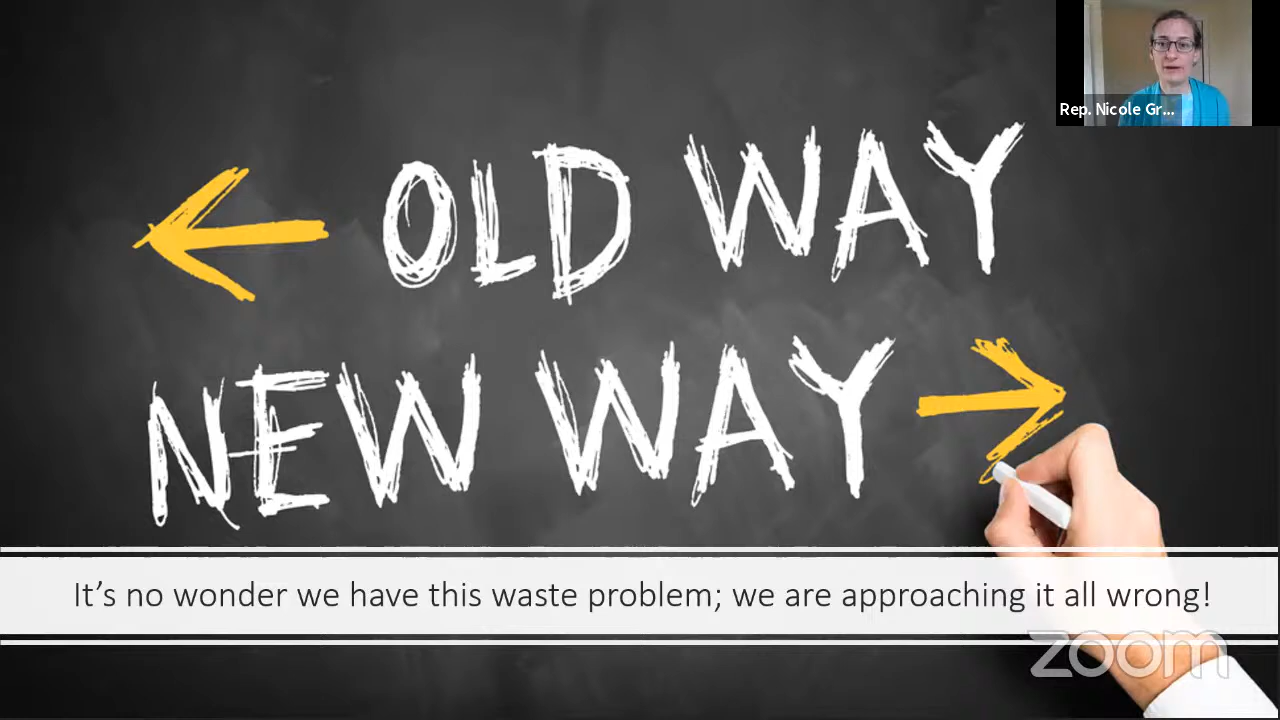 Rep. Nicole Gr...
OLD WAY
NEW WAY
It's no wonder we have this waste problem; we are approaching it all wrong!
zoom